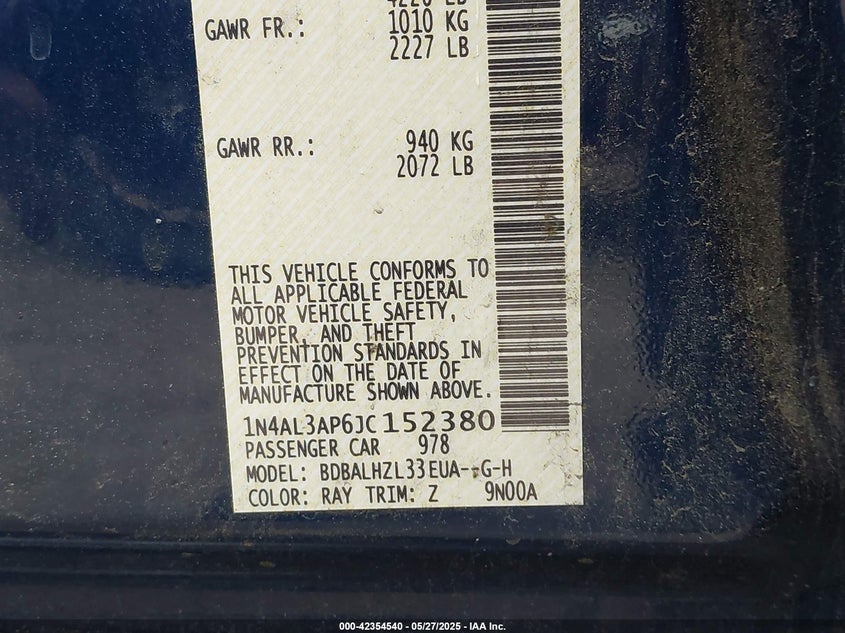 4220 LB
GAWR FR.: 1010 KG
2227 LB
GAWR RR.: 940 KG
2072 LB
THIS VEHICLE CONFORMS TO
ALL APPLICABLE FEDERAL
MOTOR VEHICLE SAFETY,
BUMPER, AND THEFT
PREVENTION STANDARDS IN
EFFECT ON THE DATE OF
MANUFACTURE SHOWN ABOVE.
1N4AL3AP6JC152380
PASSENGER CAR 978
MODEL: BDBALHZL33EUA--G-H
COLOR: RAY TRIM: Z 9N00A
000-42354540 - 05/27/2025 - IAA Inc.